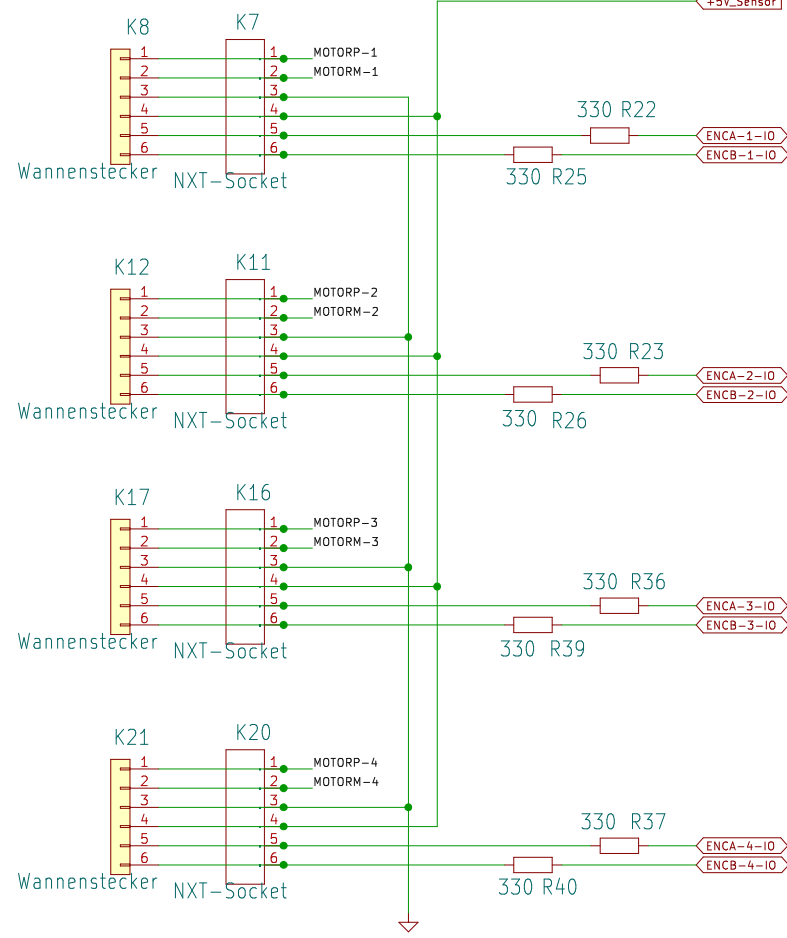 +5V_Sensor
K8
K7
1 1 MOTORP-1
2 2 MOTORM-1
3 3
4 4
330 R22
5 5 ENCA-1-IO
6 6 ENCB-1-IO
Wannenstecker
NXT-Socket
330 R25
K12
K11
1 1 MOTORP-2
2 2 MOTORM-2
3 3
4 4
330 R23
5 5 ENCA-2-IO
6 6 ENCB-2-IO
Wannenstecker
NXT-Socket
330 R26
K17
K16
1 1 MOTORP-3
2 2 MOTORM-3
3 3
4 4
330 R36
5 5 ENCA-3-IO
6 6 ENCB-3-IO
Wannenstecker
NXT-Socket
330 R39
K21
K20
1 1 MOTORP-4
2 2 MOTORM-4
3 3
4 4
330 R37
5 5 ENCA-4-IO
6 6 ENCB-4-IO
Wannenstecker
NXT-Socket
330 R40